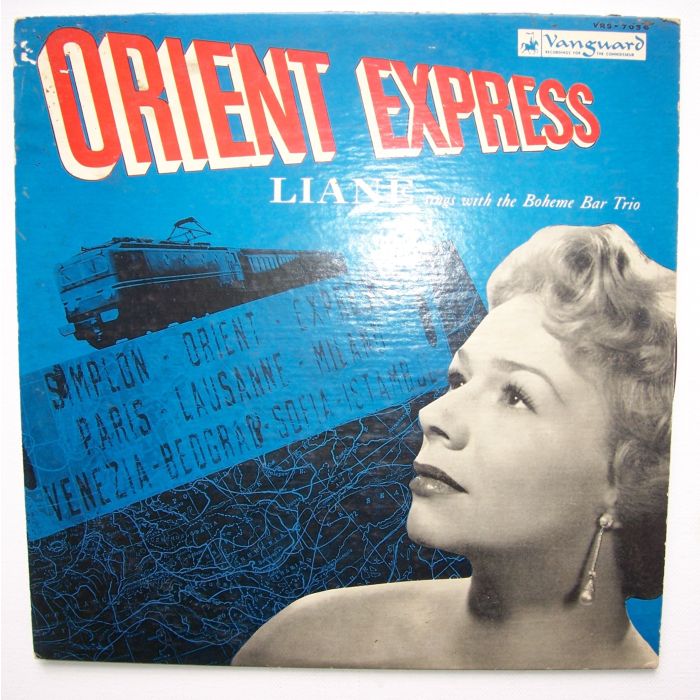 VRS-7036
Vanguard
RECORDINGS FOR THE CONNOISSEUR
ORIENT EXPRESS
LIANE sings with the Boheme Bar Trio
SIMPLON - ORIENT - EXPRESS
PARIS - LAUSANNE - MILANO
VENEZIA-BEOGRAD-SOFIA-ISTAMBUL